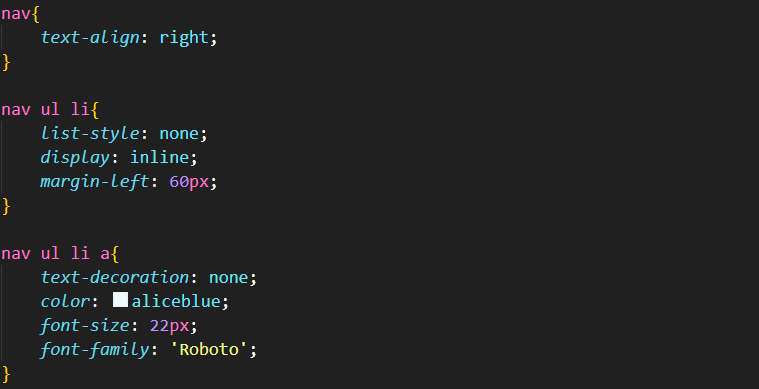 nav{
    text-align: right;
}
nav ul li{
    list-style: none;
    display: inline;
    margin-left: 60px;
}
nav ul li a{
    text-decoration: none;
    color: aliceblue;
    font-size: 22px;
    font-family: 'Roboto';
}